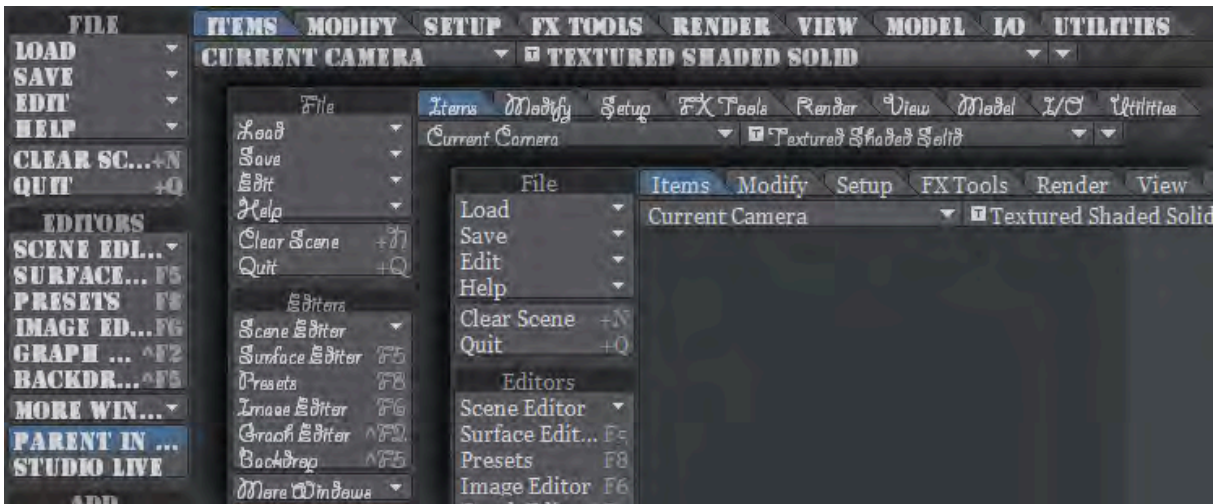 FILE
LOAD
SAVE
EDIT
HELP
CLEAR SC...+N
QUIT +Q
EDITORS
SCENE EDI...
SURFACE... F5
PRESETS F8
IMAGE ED...F6
GRAPH ... ^F2
BACKDR...^F5
MORE WIN...
PARENT IN ...
STUDIO LIVE
ADD
ITEMS MODIFY SETUP FX TOOLS RENDER VIEW MODEL I/O UTILITIES
CURRENT CAMERA T TEXTURED SHADED SOLID
File
Load
Save
Edit
Help
Clear Scene +N
Quit +Q
Editors
Scene Editor
Surface Editor F5
Presets F8
Image Editor F6
Graph Editor ^F2
Backdrop ^F5
More Windows
Items Modify Setup FX Tools Render View Model I/O Utilities
Current Camera T Textured Shaded Solid
File
Load
Save
Edit
Help
Clear Scene +N
Quit +Q
Editors
Scene Editor
Surface Edit... F5
Presets F8
Image Editor F6
Items Modify Setup FX Tools Render View
Current Camera T Textured Shaded Solid